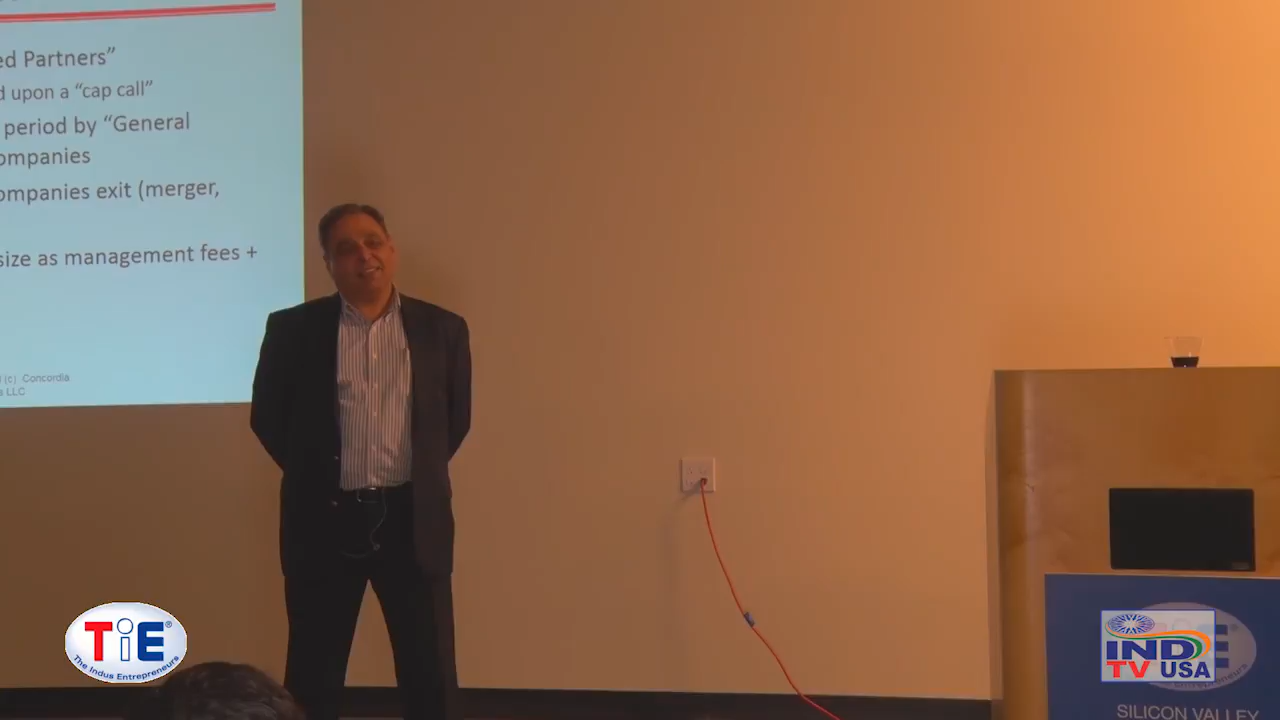 ed Partners”
d upon a “cap call”
period by “General
ompanies
ompanies exit (merger,
size as management fees +
(c) Concordia
LLC
TiE®
The Indus Entrepreneurs
IND
TV USA
SILICON VALLEY